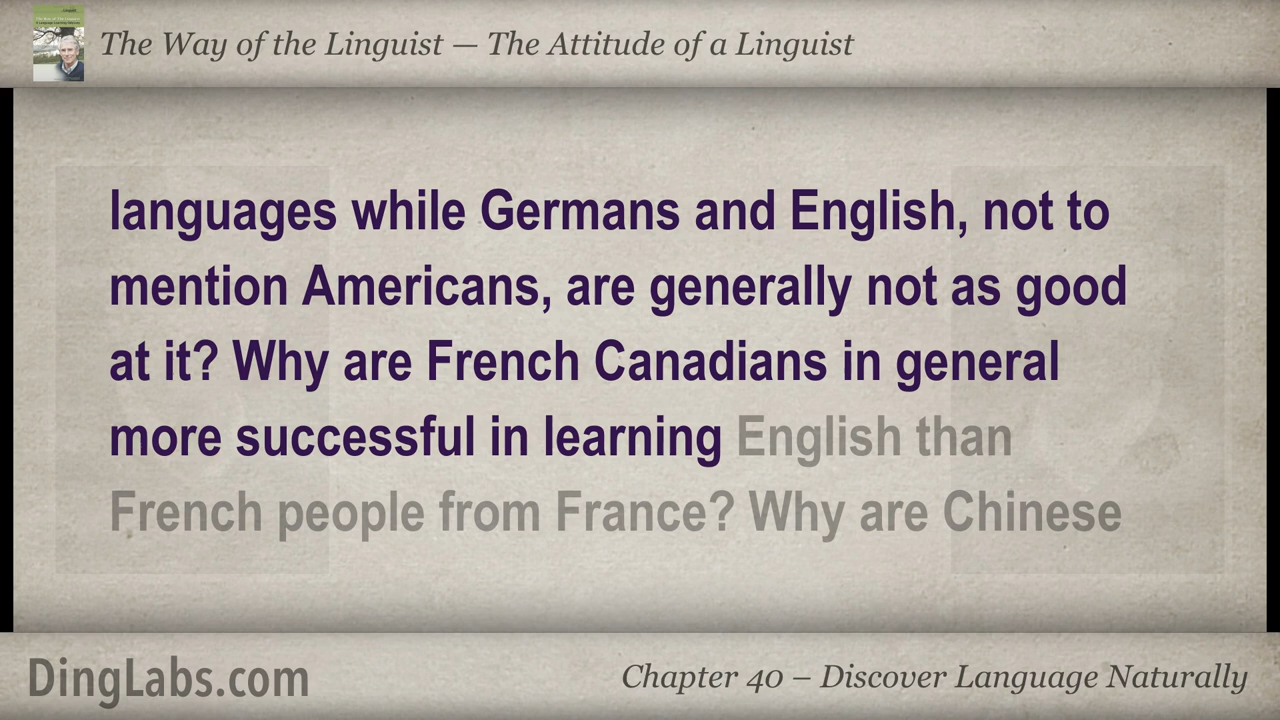 The Way of the Linguist — The Attitude of a Linguist
languages while Germans and English, not to
mention Americans, are generally not as good
at it? Why are French Canadians in general
more successful in learning English than
French people from France? Why are Chinese
DingLabs.com
Chapter 40 – Discover Language Naturally